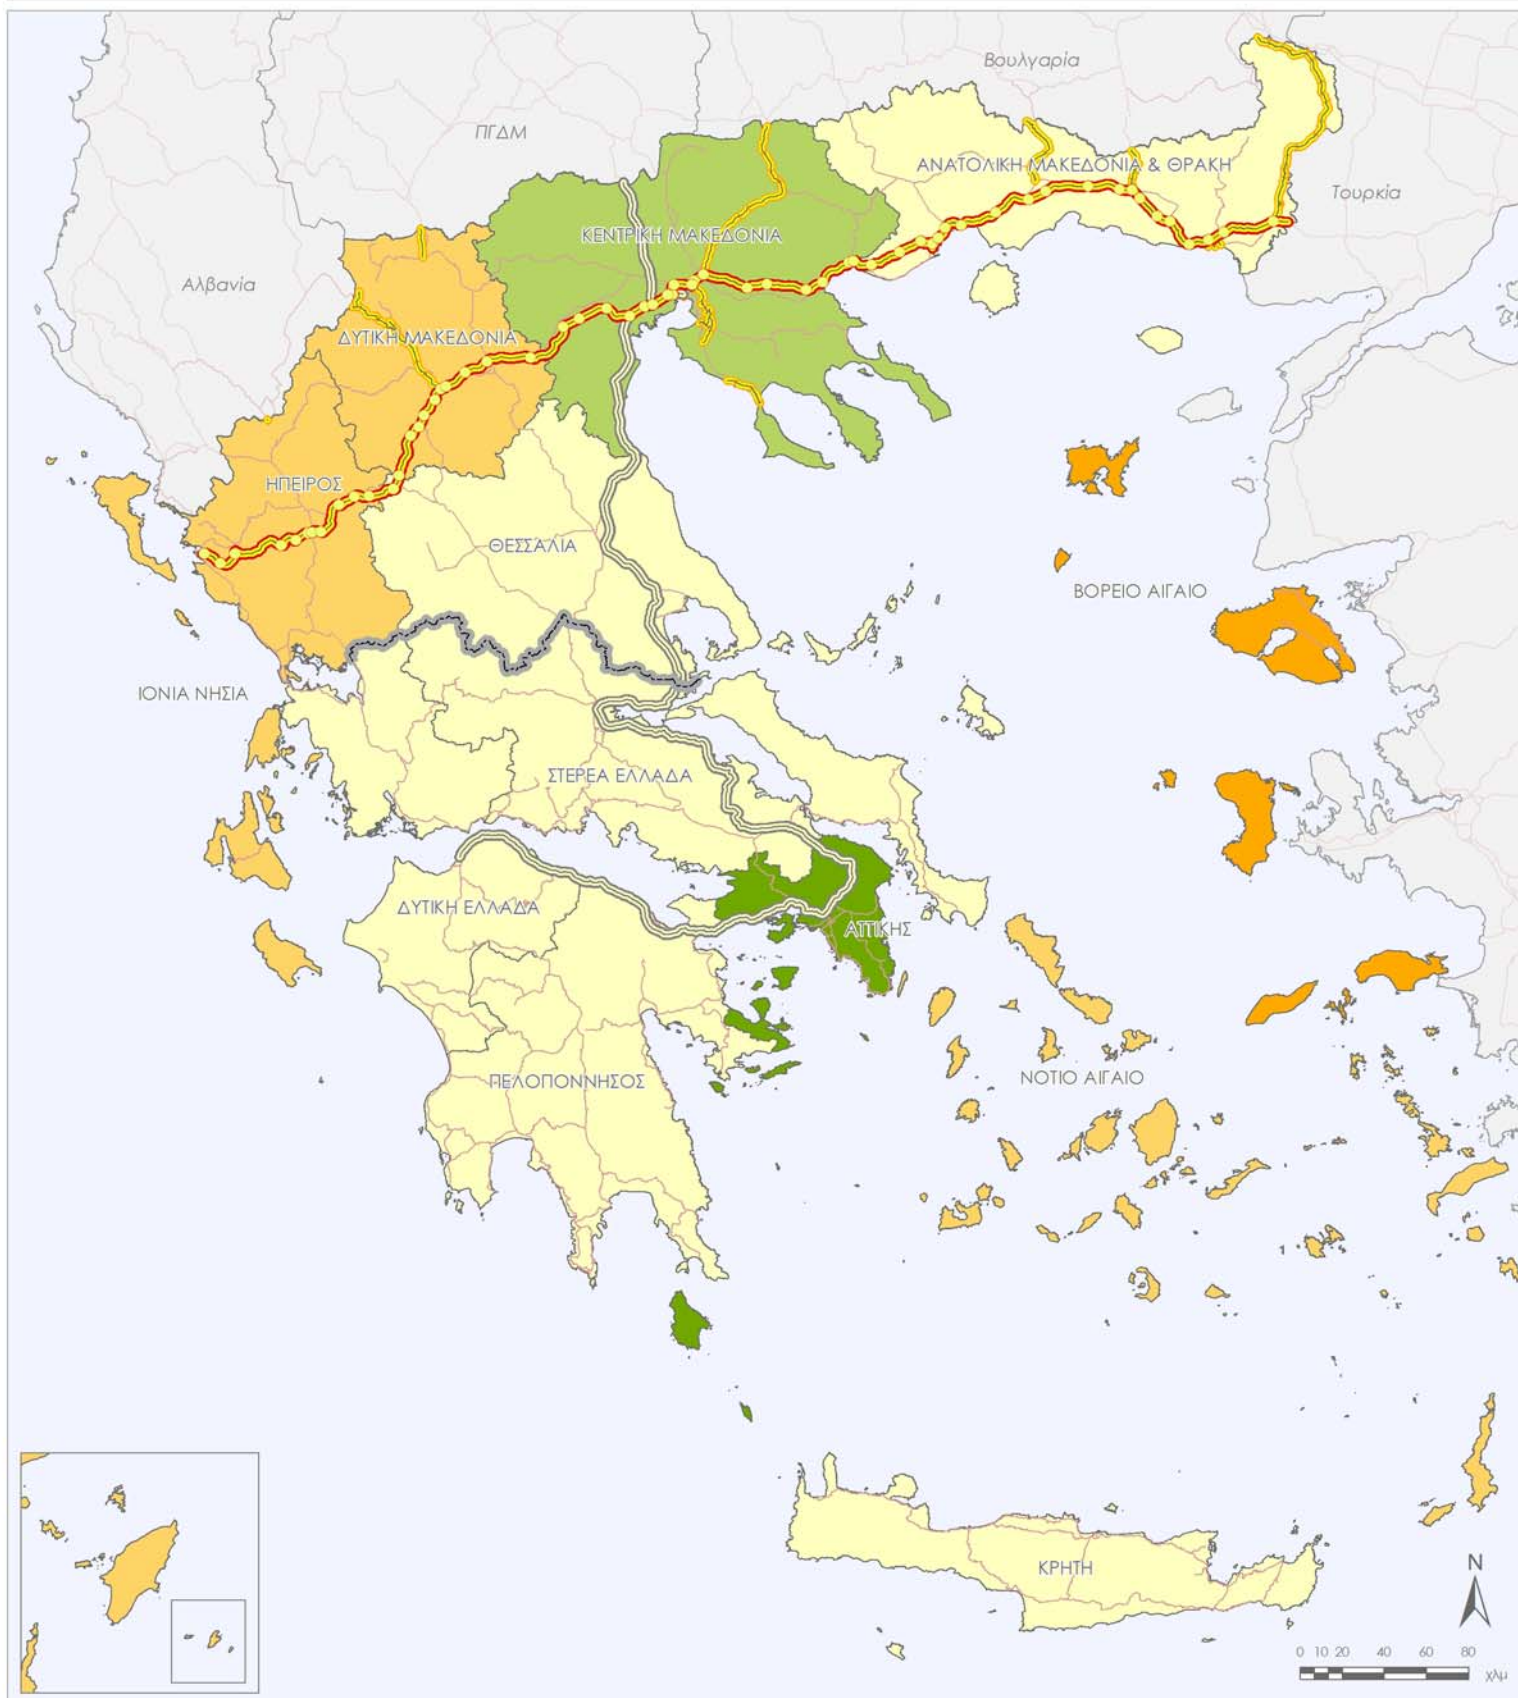 Βουλγαρία
ΠΓΔΜ
ΑΝΑΤΟΛΙΚΗ ΜΑΚΕΔΟΝΙΑ & ΘΡΑΚΗ
Τουρκία
ΚΕΝΤΡΙΚΗ ΜΑΚΕΔΟΝΙΑ
Αλβανία
ΔΥΤΙΚΗ ΜΑΚΕΔΟΝΙΑ
ΗΠΕΙΡΟΣ
ΘΕΣΣΑΛΙΑ
ΒΟΡΕΙΟ ΑΙΓΑΙΟ
ΙΟΝΙΑ ΝΗΣΙΑ
ΣΤΕΡΕΑ ΕΛΛΑΔΑ
ΔΥΤΙΚΗ ΕΛΛΑΔΑ
ΑΤΤΙΚΗΣ
ΝΟΤΙΟ ΑΙΓΑΙΟ
ΠΕΛΟΠΟΝΝΗΣΟΣ
ΚΡΗΤΗ
N
0 10 20 40 60 80
χλμ